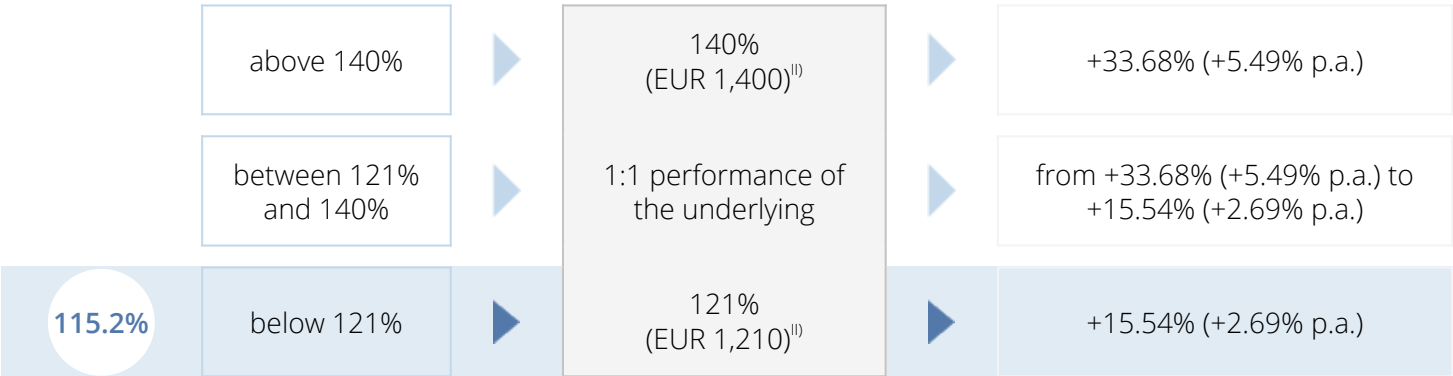 above 140%
140%
(EUR 1,400)II)
+33.68% (+5.49% p.a.)
between 121%
and 140%
1:1 performance of
the underlying
from +33.68% (+5.49% p.a.) to
+15.54% (+2.69% p.a.)
115.2%
below 121%
121%
(EUR 1,210)II)
+15.54% (+2.69% p.a.)